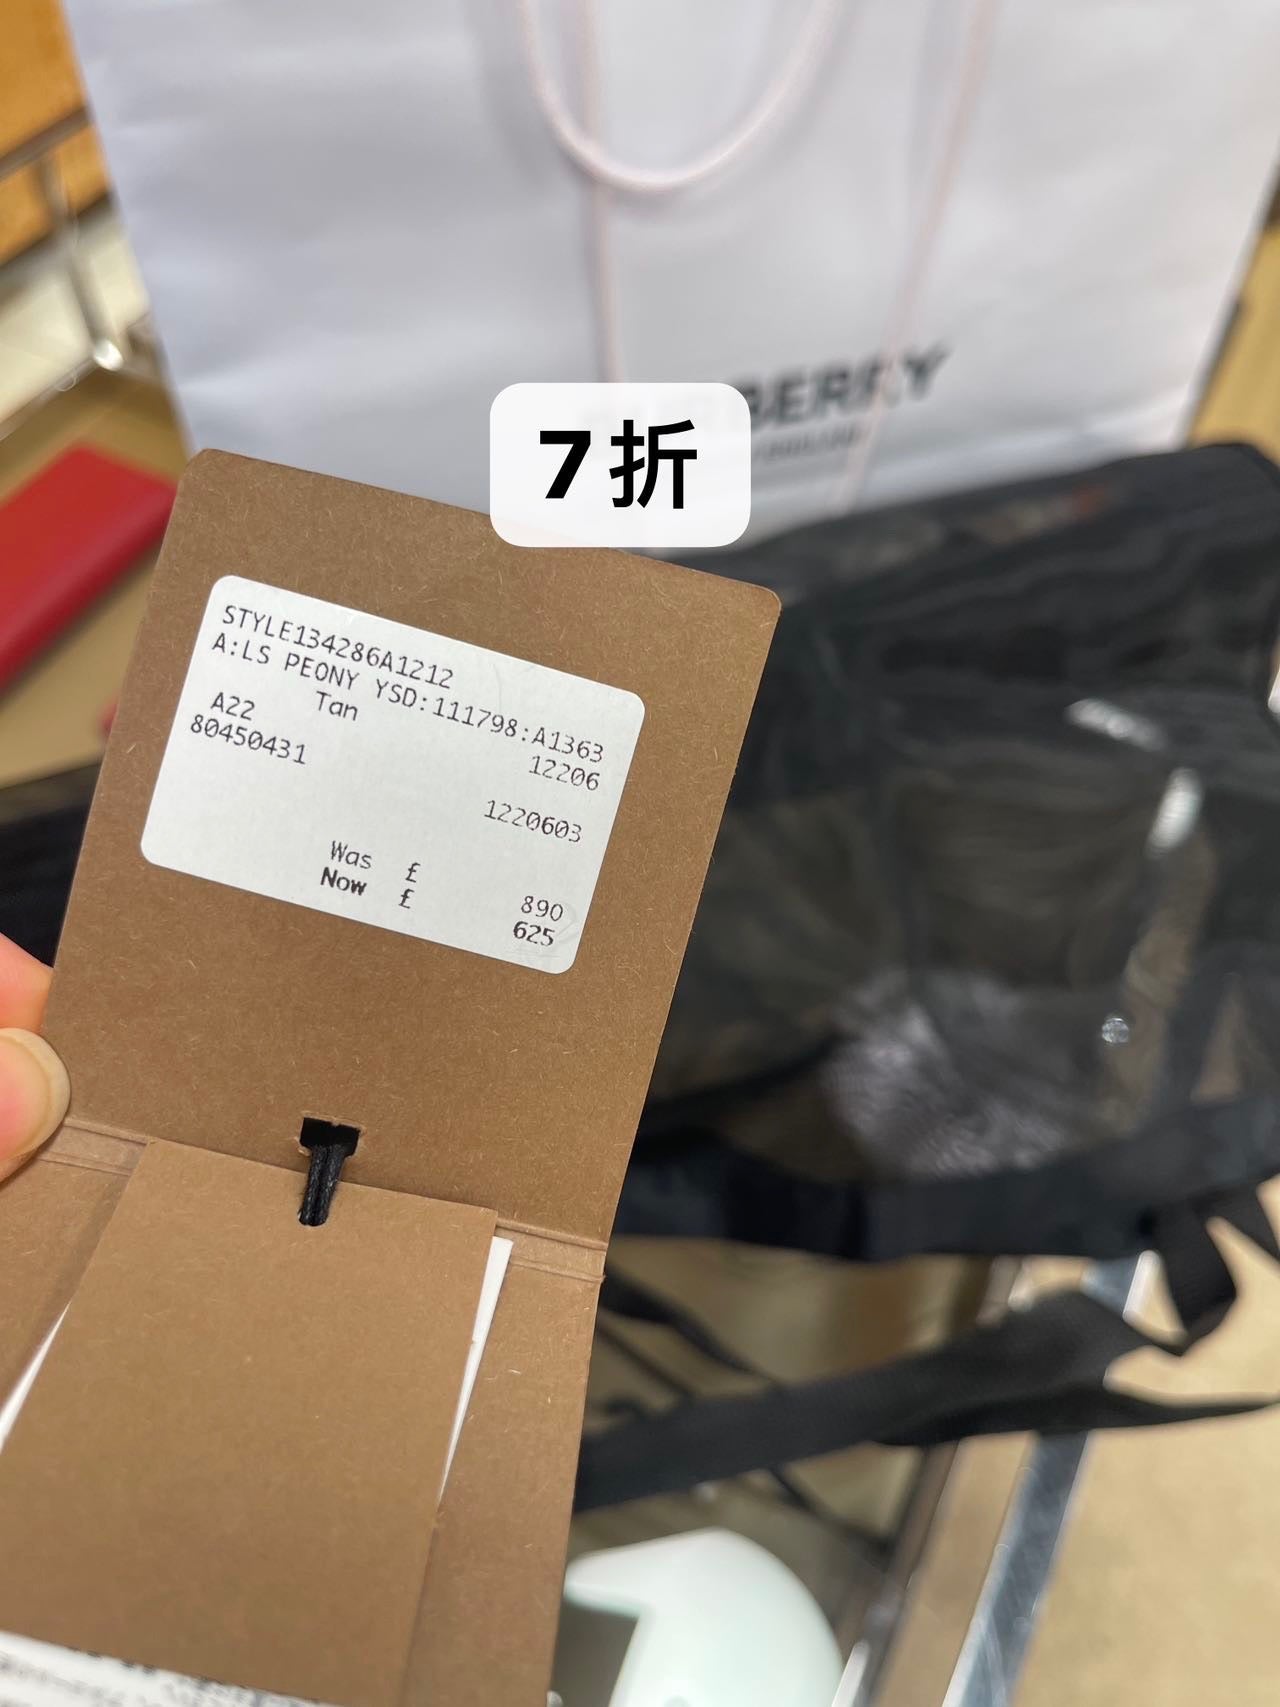 BERRY
7折
STYLE134286A1212
A:LS PEONY YSD:111798:A1363
A22 Tan 12206
80450431
1220603
Was £ 890
Now £ 625